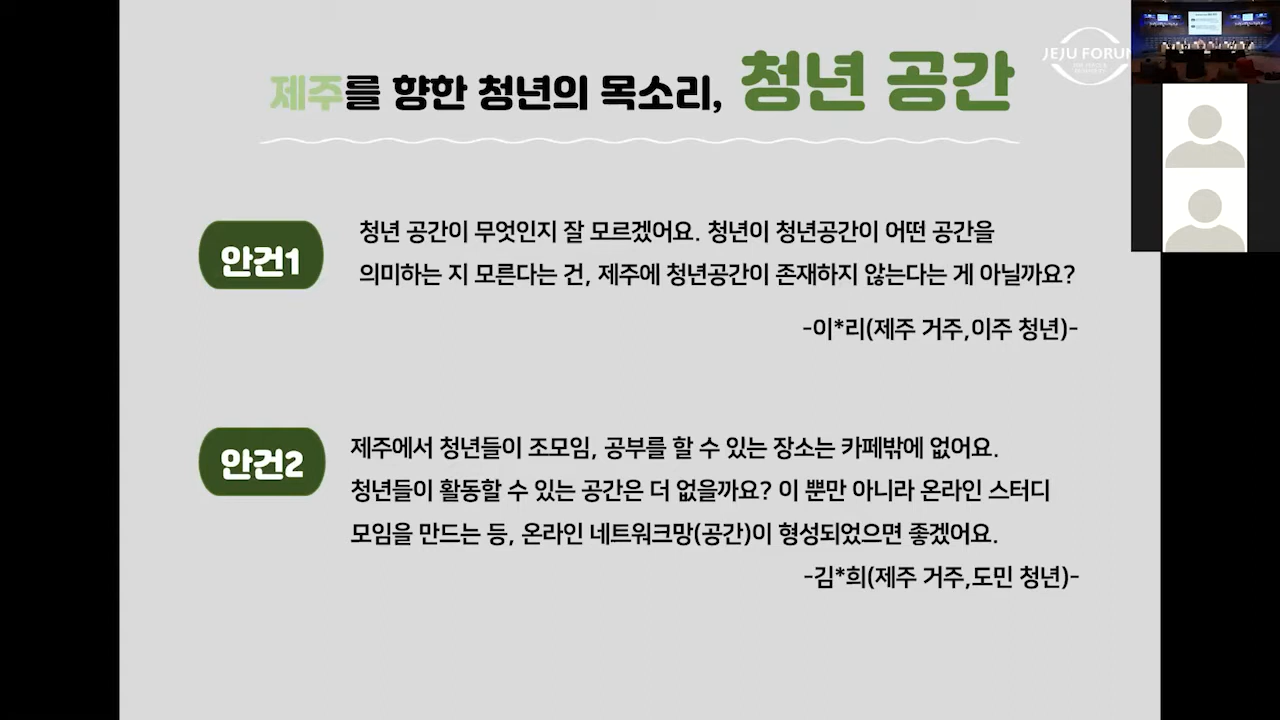 제주를 향한 청년의 목소리, 청년 공간
JEJU FORUM
안건1
청년 공간이 무엇인지 잘 모르겠어요. 청년이 청년공간이 어떤 공간을
의미하는 지 모른다는 건, 제주에 청년공간이 존재하지 않는다는 게 아닐까요?
-이*리(제주 거주,이주 청년)-
안건2
제주에서 청년들이 조모임, 공부를 할 수 있는 장소는 카페밖에 없어요.
청년들이 활동할 수 있는 공간은 더 없을까요? 이 뿐만 아니라 온라인 스터디
모임을 만드는 등, 온라인 네트워크망(공간)이 형성되었으면 좋겠어요.
-김*희(제주 거주,도민 청년)-